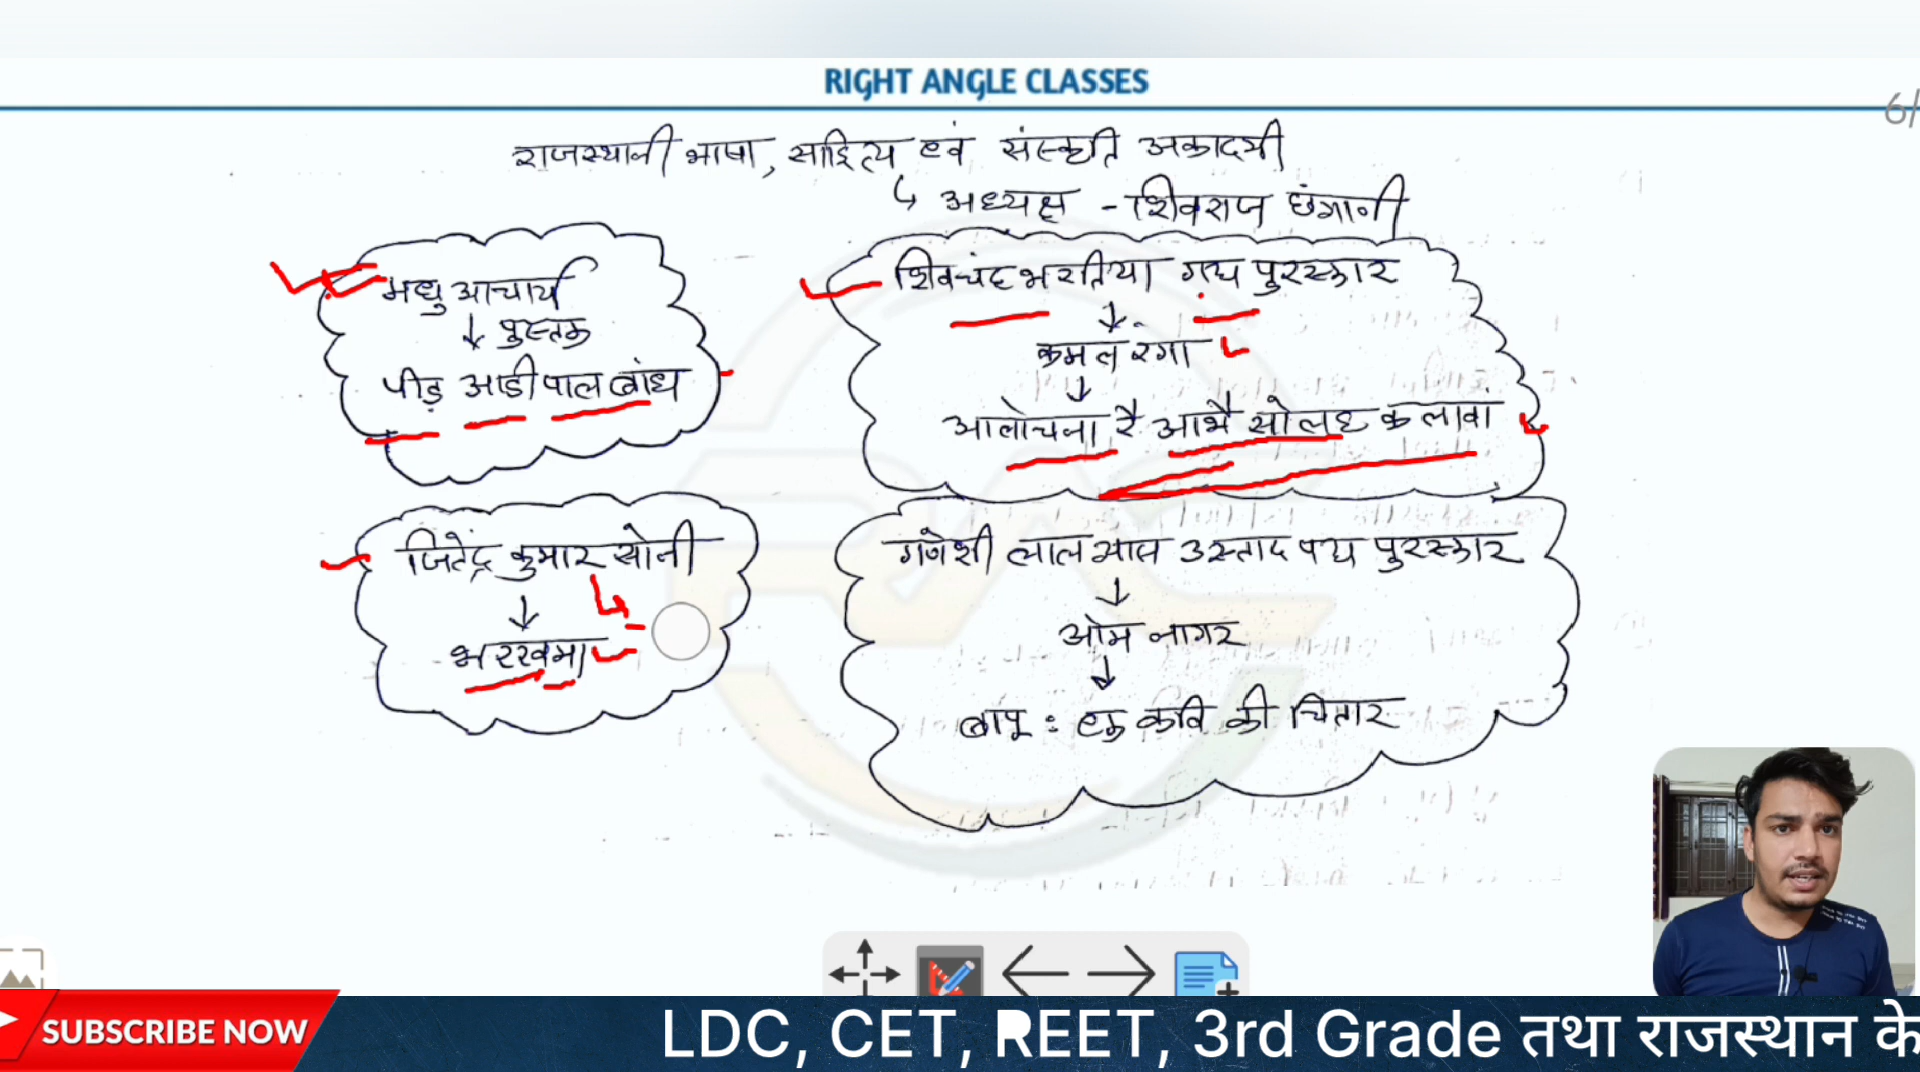 RIGHT ANGLE CLASSES
6/
राजस्थानी भाषा, साहित्य एवं संस्कृति अकादमी
↳ अध्यक्ष - शिवराज छंगाणी
मधु आचार्य
↓ पुस्तक
पीड़ आडी पाल बांध
शिवचंद्र भरतिया गद्य पुरस्कार
↓
कमल रंगा
↓
आलोचना रै आभै सोलह कलावां
जितेंद्र कुमार सोनी
↓
भरखमा
गणेशी लाल व्यास उस्ताद पद्य पुरस्कार
↓
ओम नागर
↓
बापू : एक कवि की चितार
SUBSCRIBE NOW
LDC, CET, REET, 3rd Grade तथा राजस्थान के